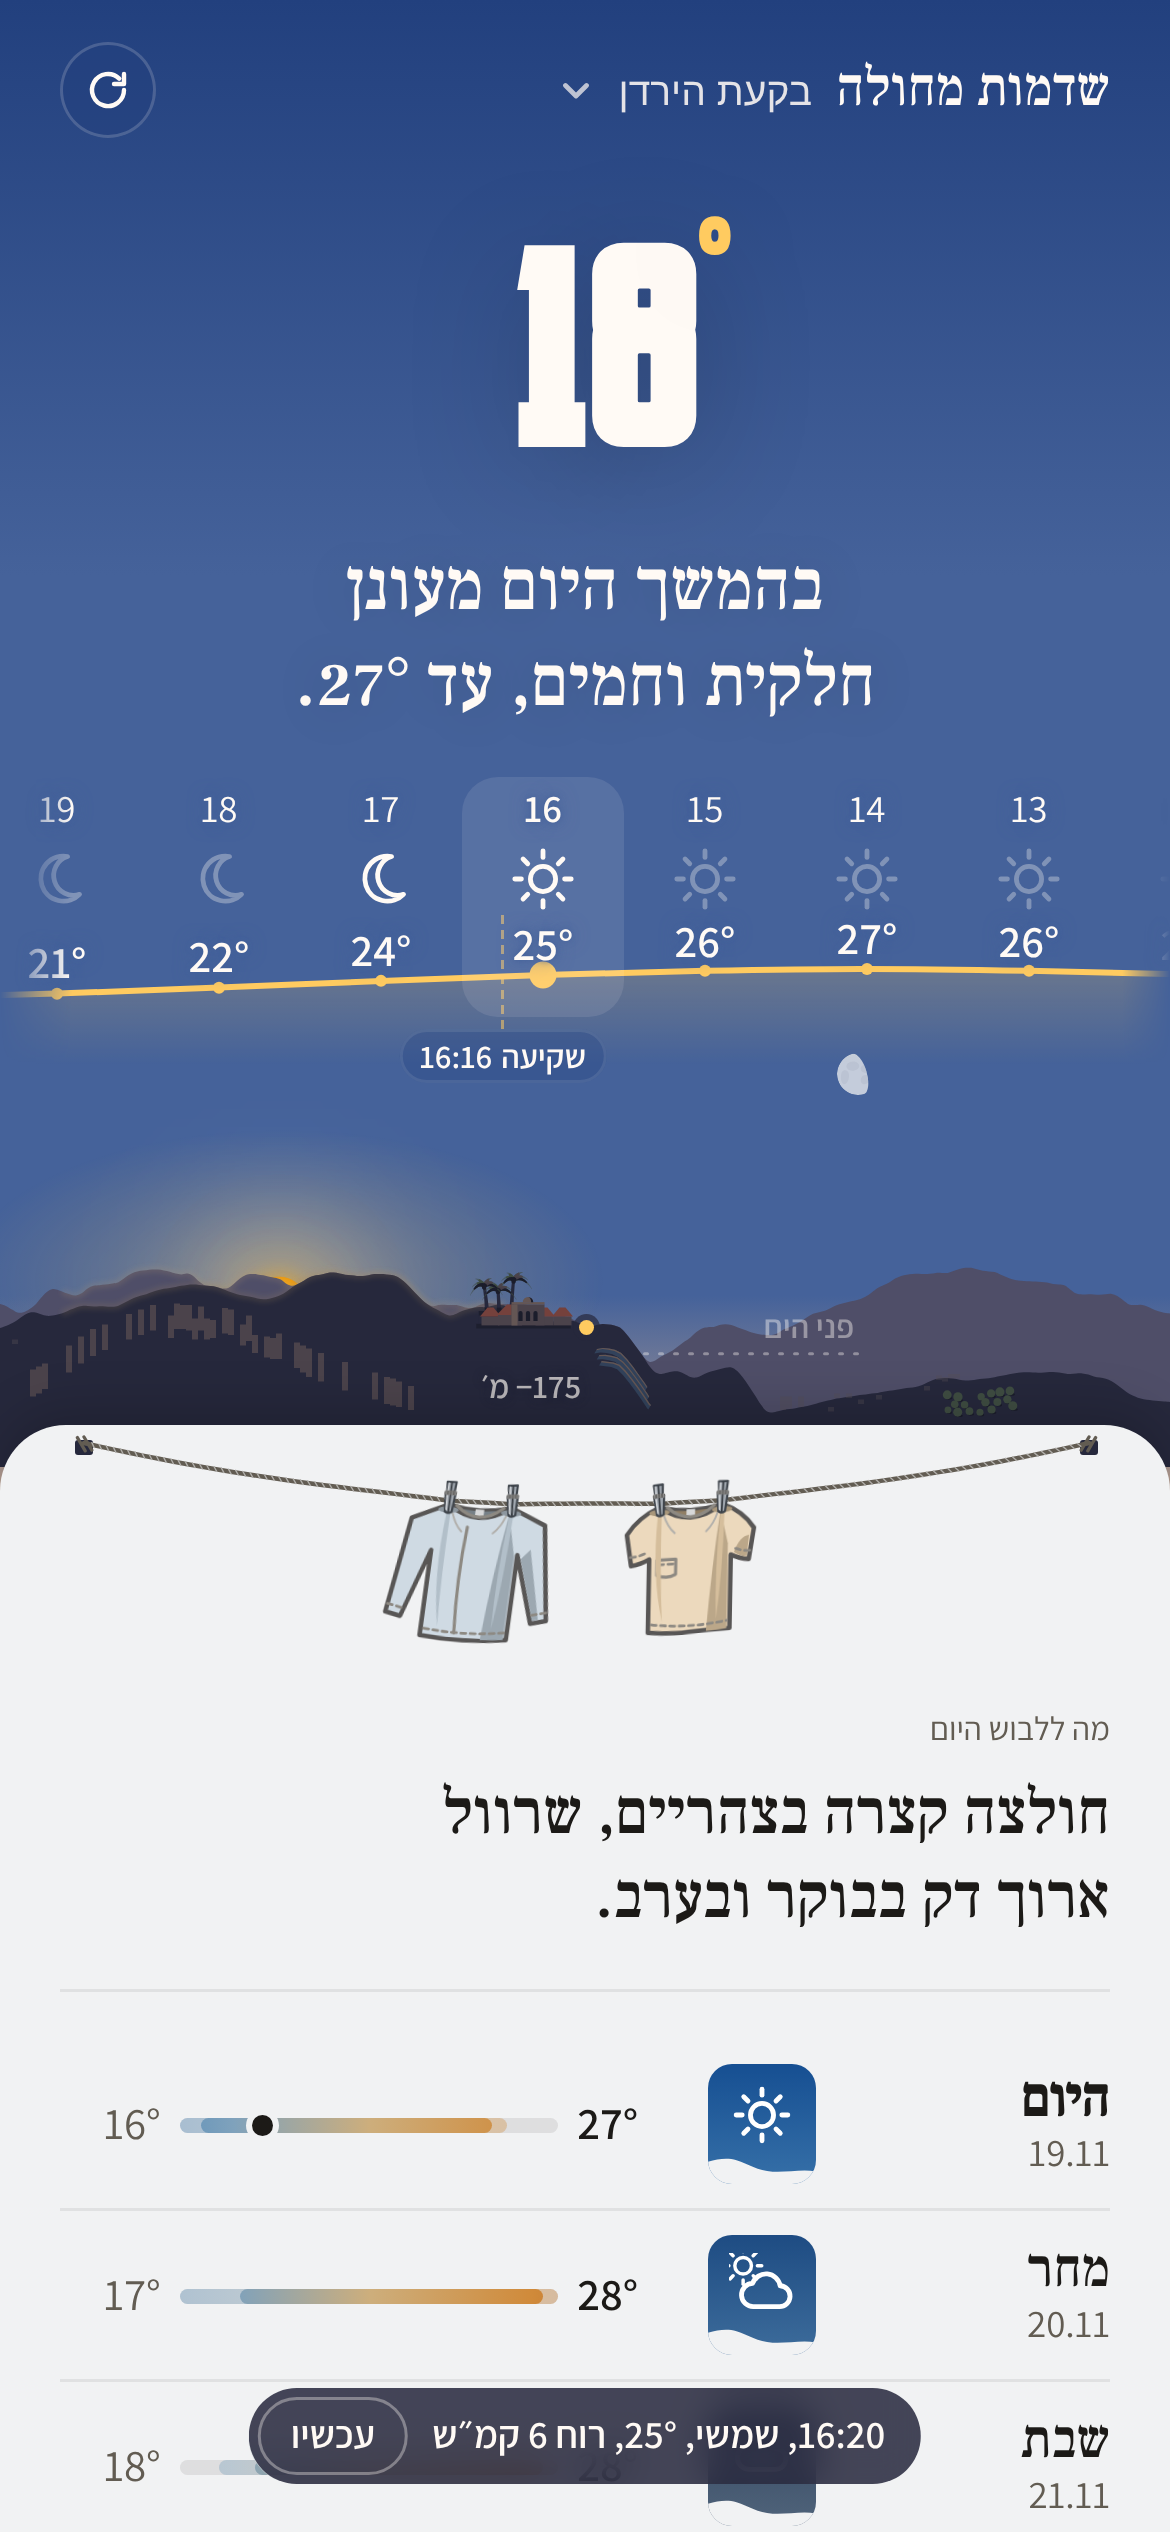 שדמות מחולה בקעת הירדן
18°
בהמשך היום מעונן
חלקית וחמים, עד 27°.
13 14 15 16 17 18 19
26° 27° 26° 25° 24° 22° 21°
שקיעה 16:16
פני הים
−175 מ׳
מה ללבוש היום
חולצה קצרה בצהריים, שרוול
ארוך דק בבוקר ובערב.
היום 27° 16°
19.11
מחר 28° 17°
20.11
שבת 28 18°
21.11
16:20, שמשי, 25°, רוח 6 קמ״ש עכשיו